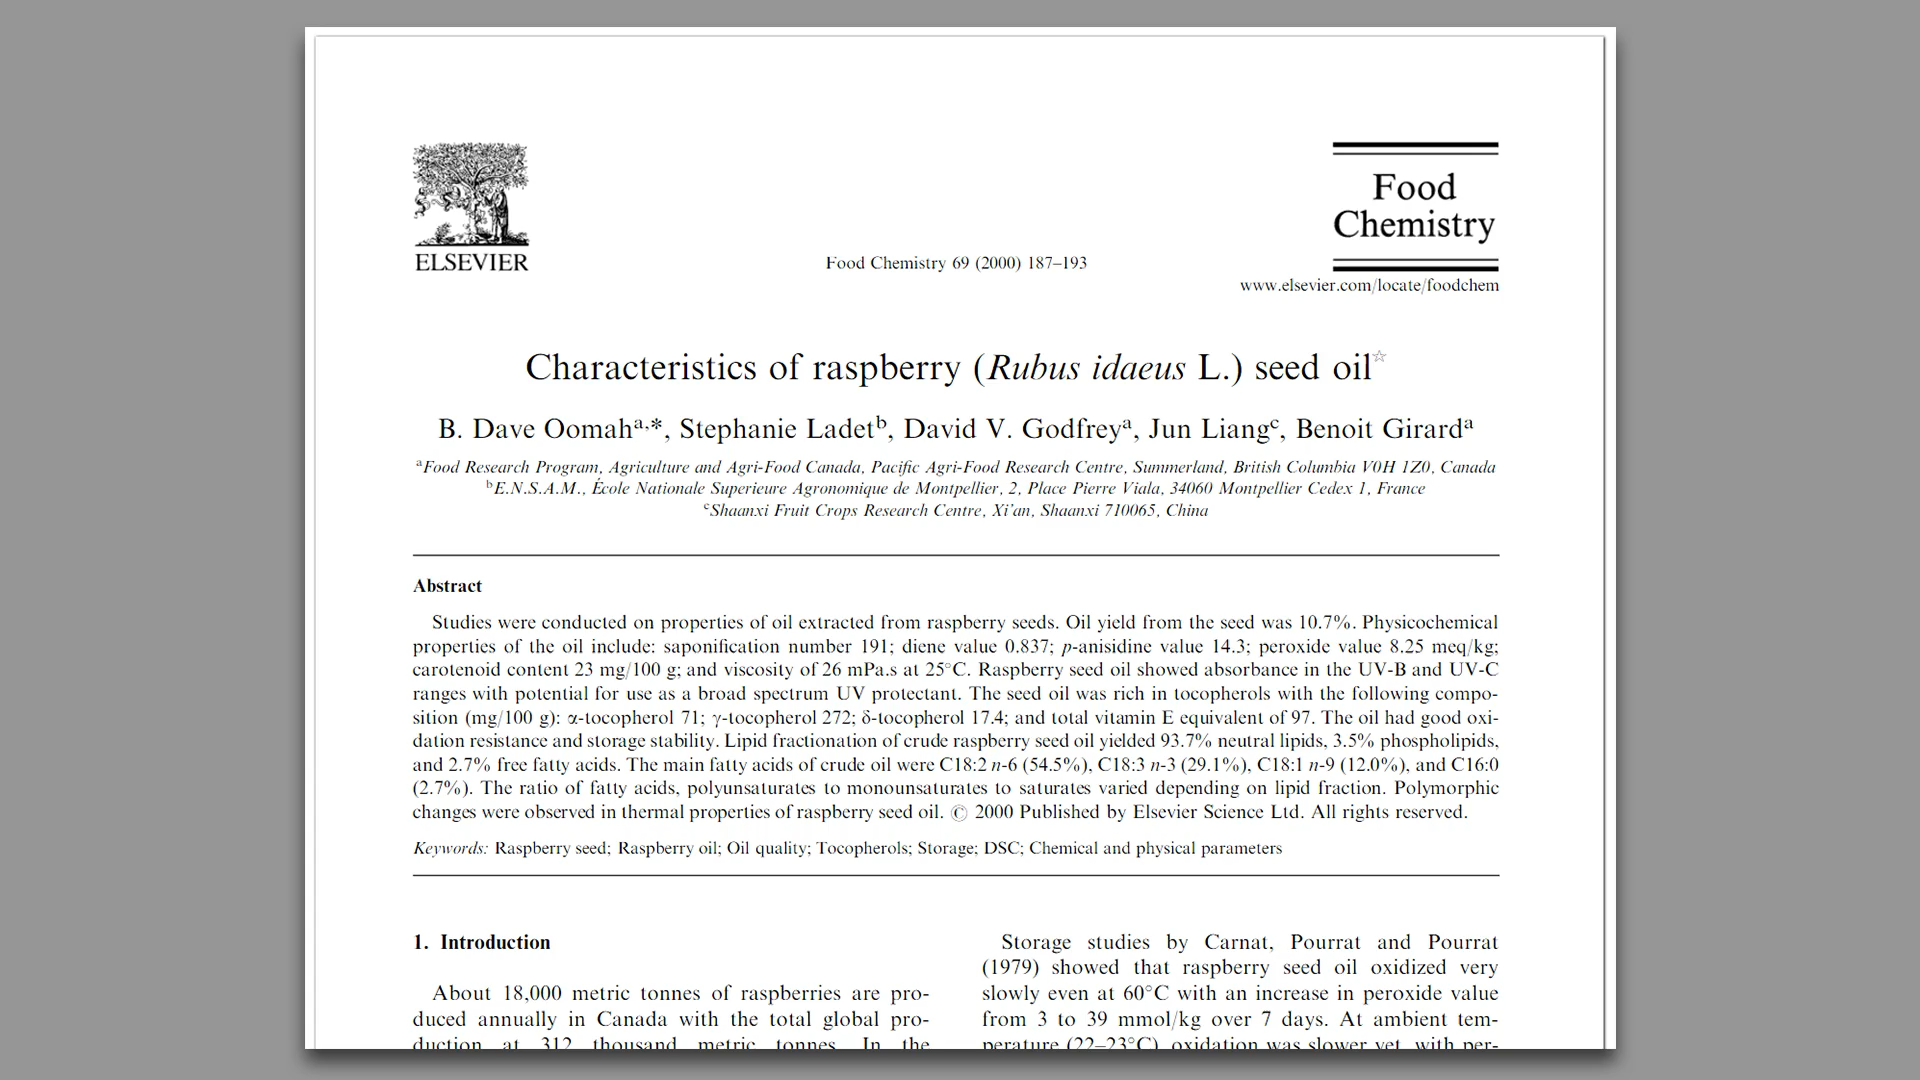 ELSEVIER
Food Chemistry 69 (2000) 187–193
Food
Chemistry
www.elsevier.com/locate/foodchem
Characteristics of raspberry (Rubus idaeus L.) seed oil☆
B. Dave Oomahᵃ,*, Stephanie Ladetᵇ, David V. Godfreyᵃ, Jun Liangᶜ, Benoit Girardᵃ
ᵃFood Research Program, Agriculture and Agri-Food Canada, Pacific Agri-Food Research Centre, Summerland, British Columbia V0H 1Z0, Canada
ᵇE.N.S.A.M., École Nationale Superieure Agronomique de Montpellier, 2, Place Pierre Viala, 34060 Montpellier Cedex 1, France
ᶜShaanxi Fruit Crops Research Centre, Xi'an, Shaanxi 710065, China
Abstract
Studies were conducted on properties of oil extracted from raspberry seeds. Oil yield from the seed was 10.7%. Physicochemical
properties of the oil include: saponification number 191; diene value 0.837; p-anisidine value 14.3; peroxide value 8.25 meq/kg;
carotenoid content 23 mg/100 g; and viscosity of 26 mPa.s at 25°C. Raspberry seed oil showed absorbance in the UV-B and UV-C
ranges with potential for use as a broad spectrum UV protectant. The seed oil was rich in tocopherols with the following compo-
sition (mg/100 g): α-tocopherol 71; γ-tocopherol 272; δ-tocopherol 17.4; and total vitamin E equivalent of 97. The oil had good oxi-
dation resistance and storage stability. Lipid fractionation of crude raspberry seed oil yielded 93.7% neutral lipids, 3.5% phospholipids,
and 2.7% free fatty acids. The main fatty acids of crude oil were C18:2 n-6 (54.5%), C18:3 n-3 (29.1%), C18:1 n-9 (12.0%), and C16:0
(2.7%). The ratio of fatty acids, polyunsaturates to monounsaturates to saturates varied depending on lipid fraction. Polymorphic
changes were observed in thermal properties of raspberry seed oil. © 2000 Published by Elsevier Science Ltd. All rights reserved.
Keywords: Raspberry seed; Raspberry oil; Oil quality; Tocopherols; Storage; DSC; Chemical and physical parameters
1. Introduction
About 18,000 metric tonnes of raspberries are pro-
duced annually in Canada with the total global pro-
duction at 312 thousand metric tonnes. In the
Storage studies by Carnat, Pourrat and Pourrat
(1979) showed that raspberry seed oil oxidized very
slowly even at 60°C with an increase in peroxide value
from 3 to 39 mmol/kg over 7 days. At ambient tem-
perature (22–23°C), oxidation was slower yet, with per-